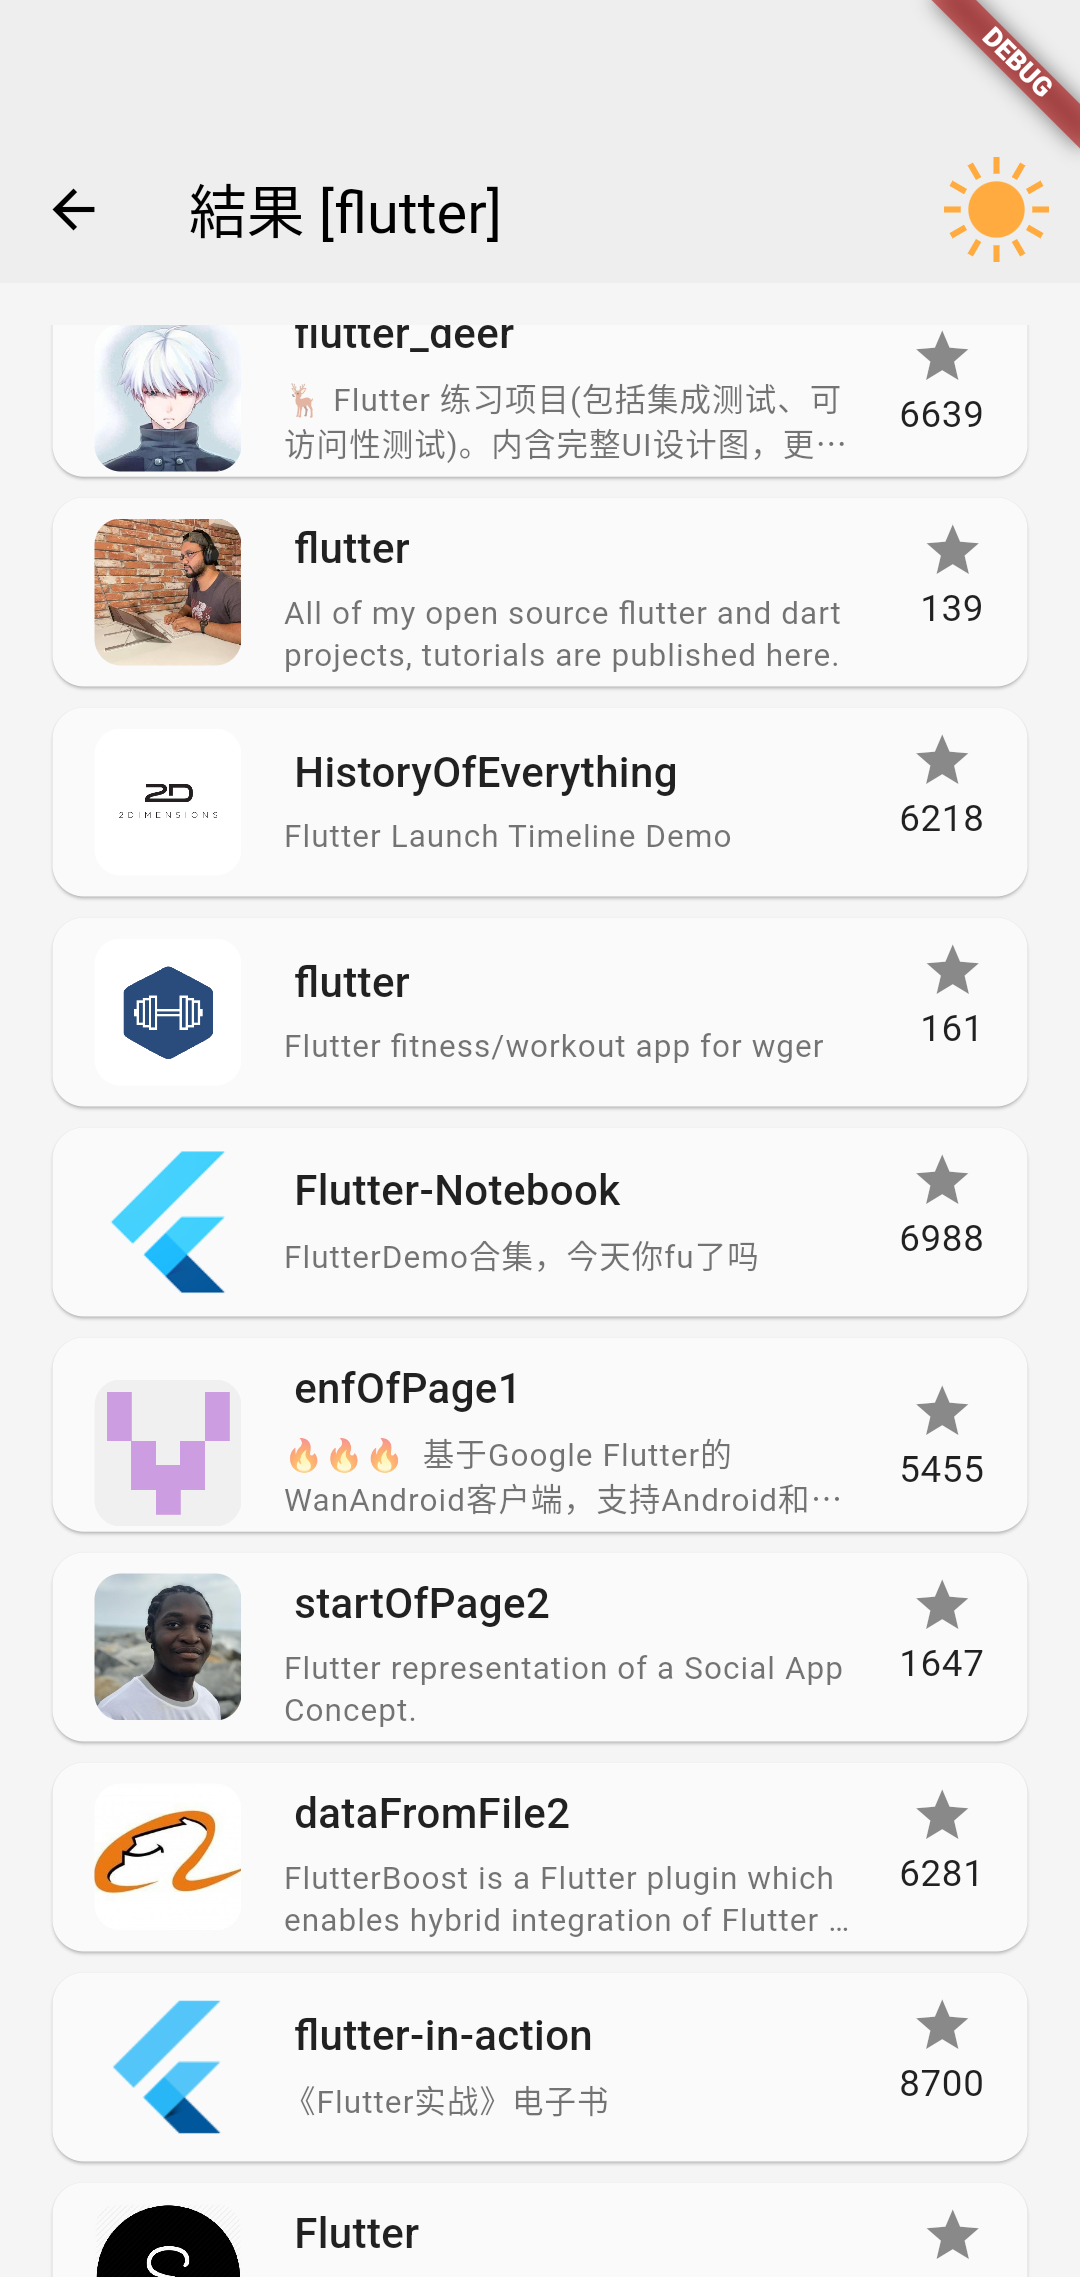 DEBUG
結果 [flutter]
flutter_deer
🦌 Flutter 练习项目(包括集成测试、可
访问性测试)。内含完整UI设计图，更…
6639
flutter
All of my open source flutter and dart
projects, tutorials are published here.
139
2D
2DIMENSIONS
HistoryOfEverything
Flutter Launch Timeline Demo
6218
flutter
Flutter fitness/workout app for wger
161
Flutter-Notebook
FlutterDemo合集，今天你fu了吗
6988
enfOfPage1
🔥🔥🔥 基于Google Flutter的
WanAndroid客户端，支持Android和…
5455
startOfPage2
Flutter representation of a Social App
Concept.
1647
dataFromFile2
FlutterBoost is a Flutter plugin which
enables hybrid integration of Flutter …
6281
flutter-in-action
《Flutter实战》电子书
8700
Flutter